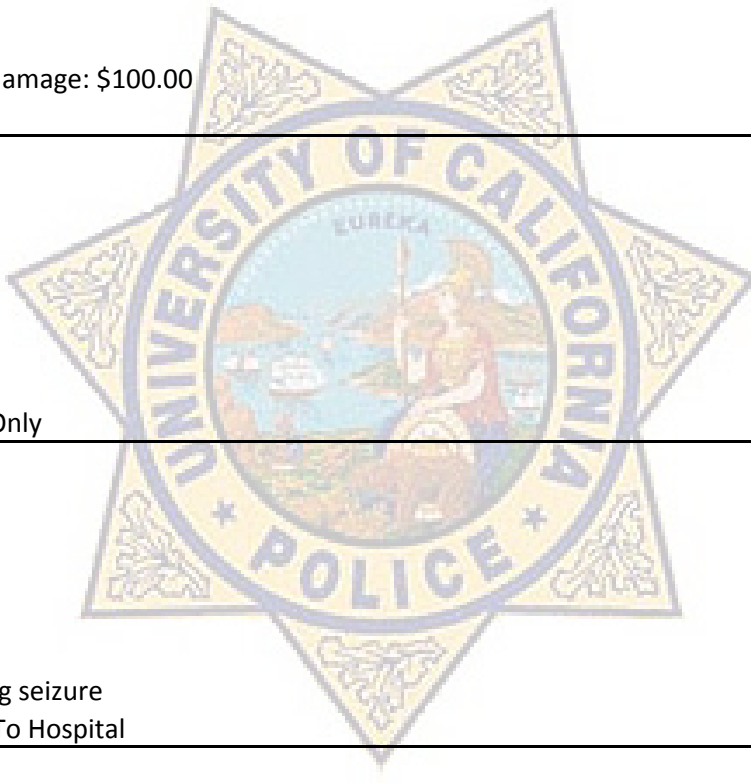 amage: $100.00
UNIVERSITY OF CALIFORNIA
EUREKA
Only
POLICE
g seizure
To Hospital